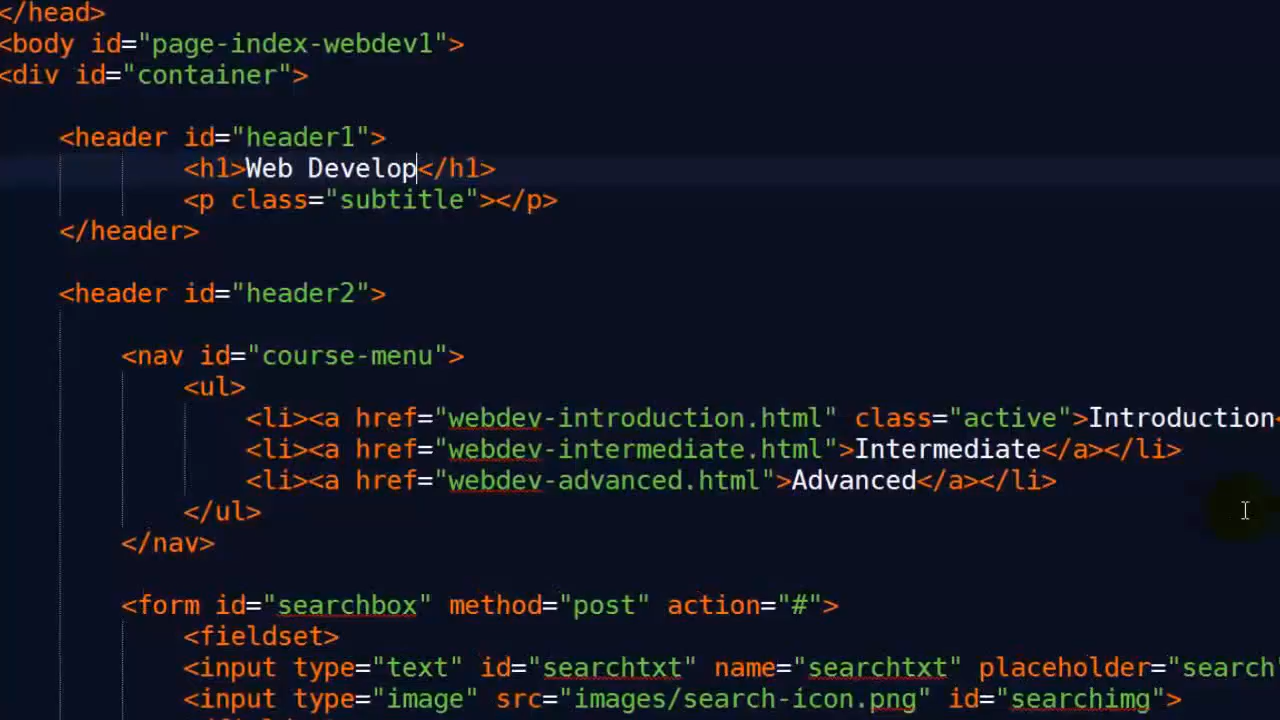 </head>
<body id="page-index-webdev1">
<div id="container">
<header id="header1">
<h1>Web Develop</h1>
<p class="subtitle"></p>
</header>
<header id="header2">
<nav id="course-menu">
<ul>
<li><a href="webdev-introduction.html" class="active">Introduction<
<li><a href="webdev-intermediate.html">Intermediate</a></li>
<li><a href="webdev-advanced.html">Advanced</a></li>
</ul>
</nav>
<form id="searchbox" method="post" action="#">
<fieldset>
<input type="text" id="searchtxt" name="searchtxt" placeholder="search
<input type="image" src="images/search-icon.png" id="searchimg">